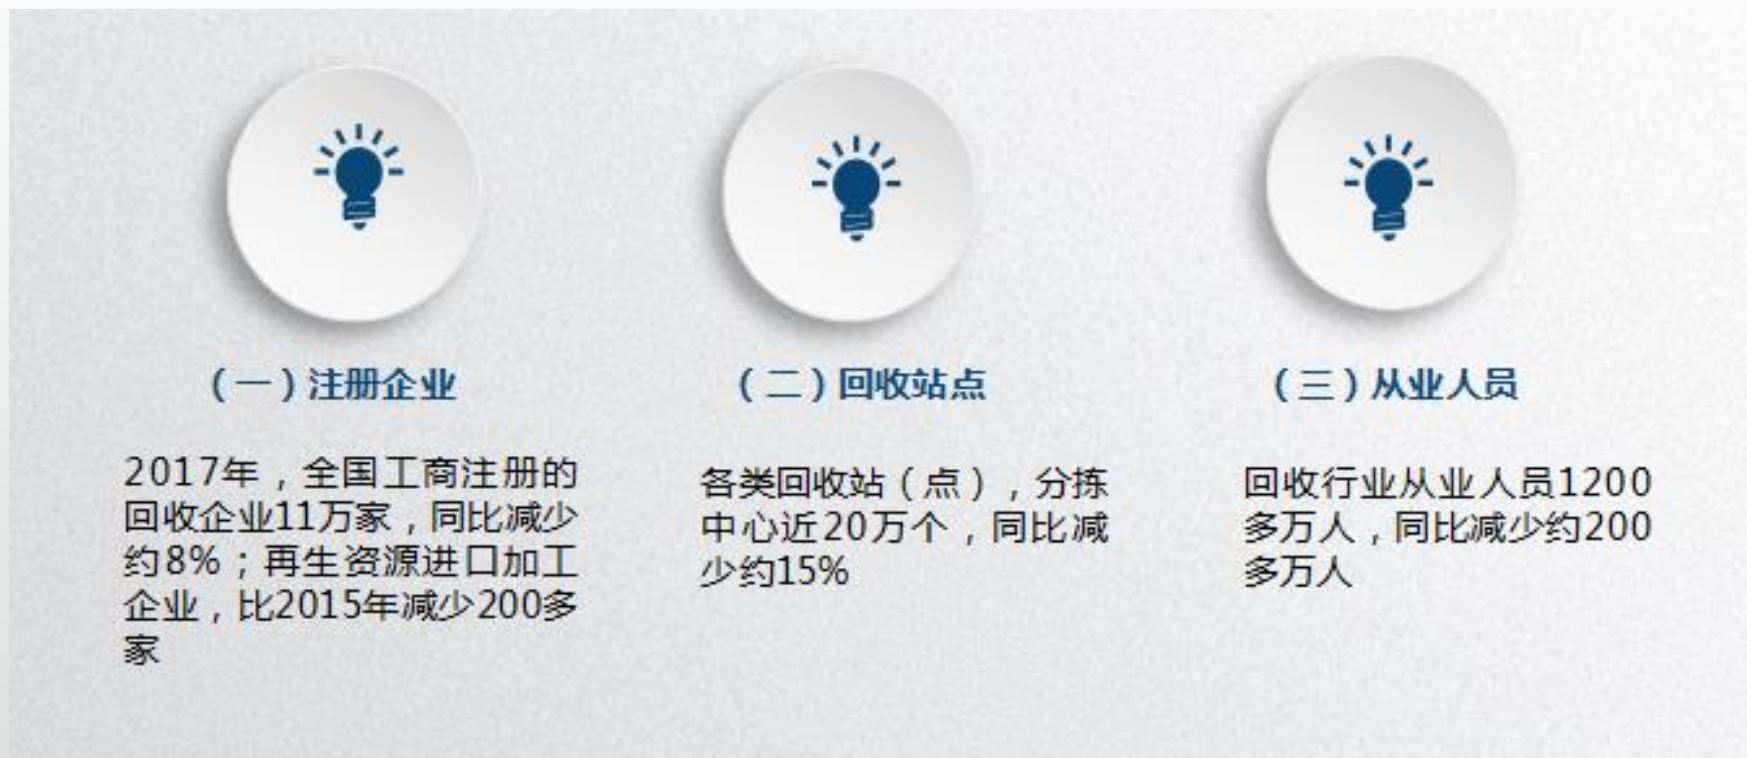 （一）注册企业
2017年，全国工商注册的
回收企业11万家，同比减少
约8%；再生资源进口加工
企业，比2015年减少200多
家
（二）回收站点
各类回收站（点），分拣
中心近20万个，同比减
少约15%
（三）从业人员
回收行业从业人员1200
多万人，同比减少约200
多万人